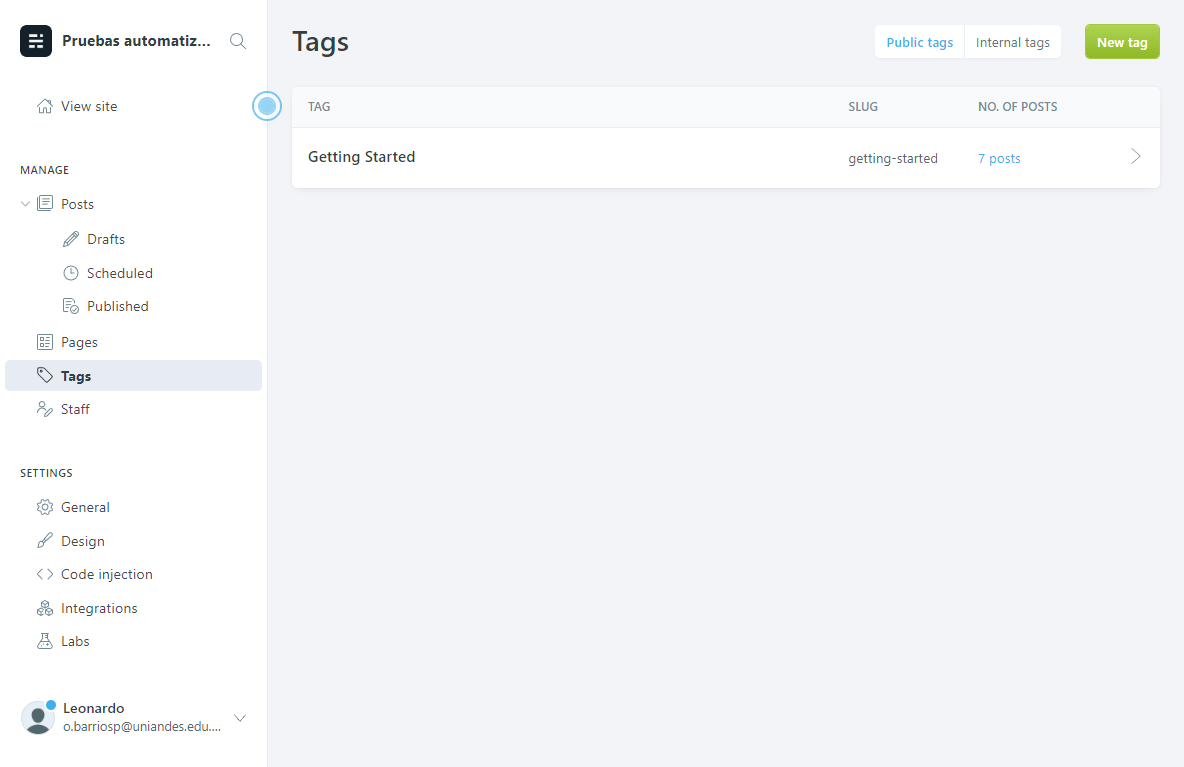 Pruebas automatiz...
View site
MANAGE
Posts
Drafts
Scheduled
Published
Pages
Tags
Staff
SETTINGS
General
Design
Code injection
Integrations
Labs
Leonardo
o.barriosp@uniandes.edu....
Tags
Public tags
Internal tags
New tag
TAG SLUG NO. OF POSTS
Getting Started getting-started 7 posts